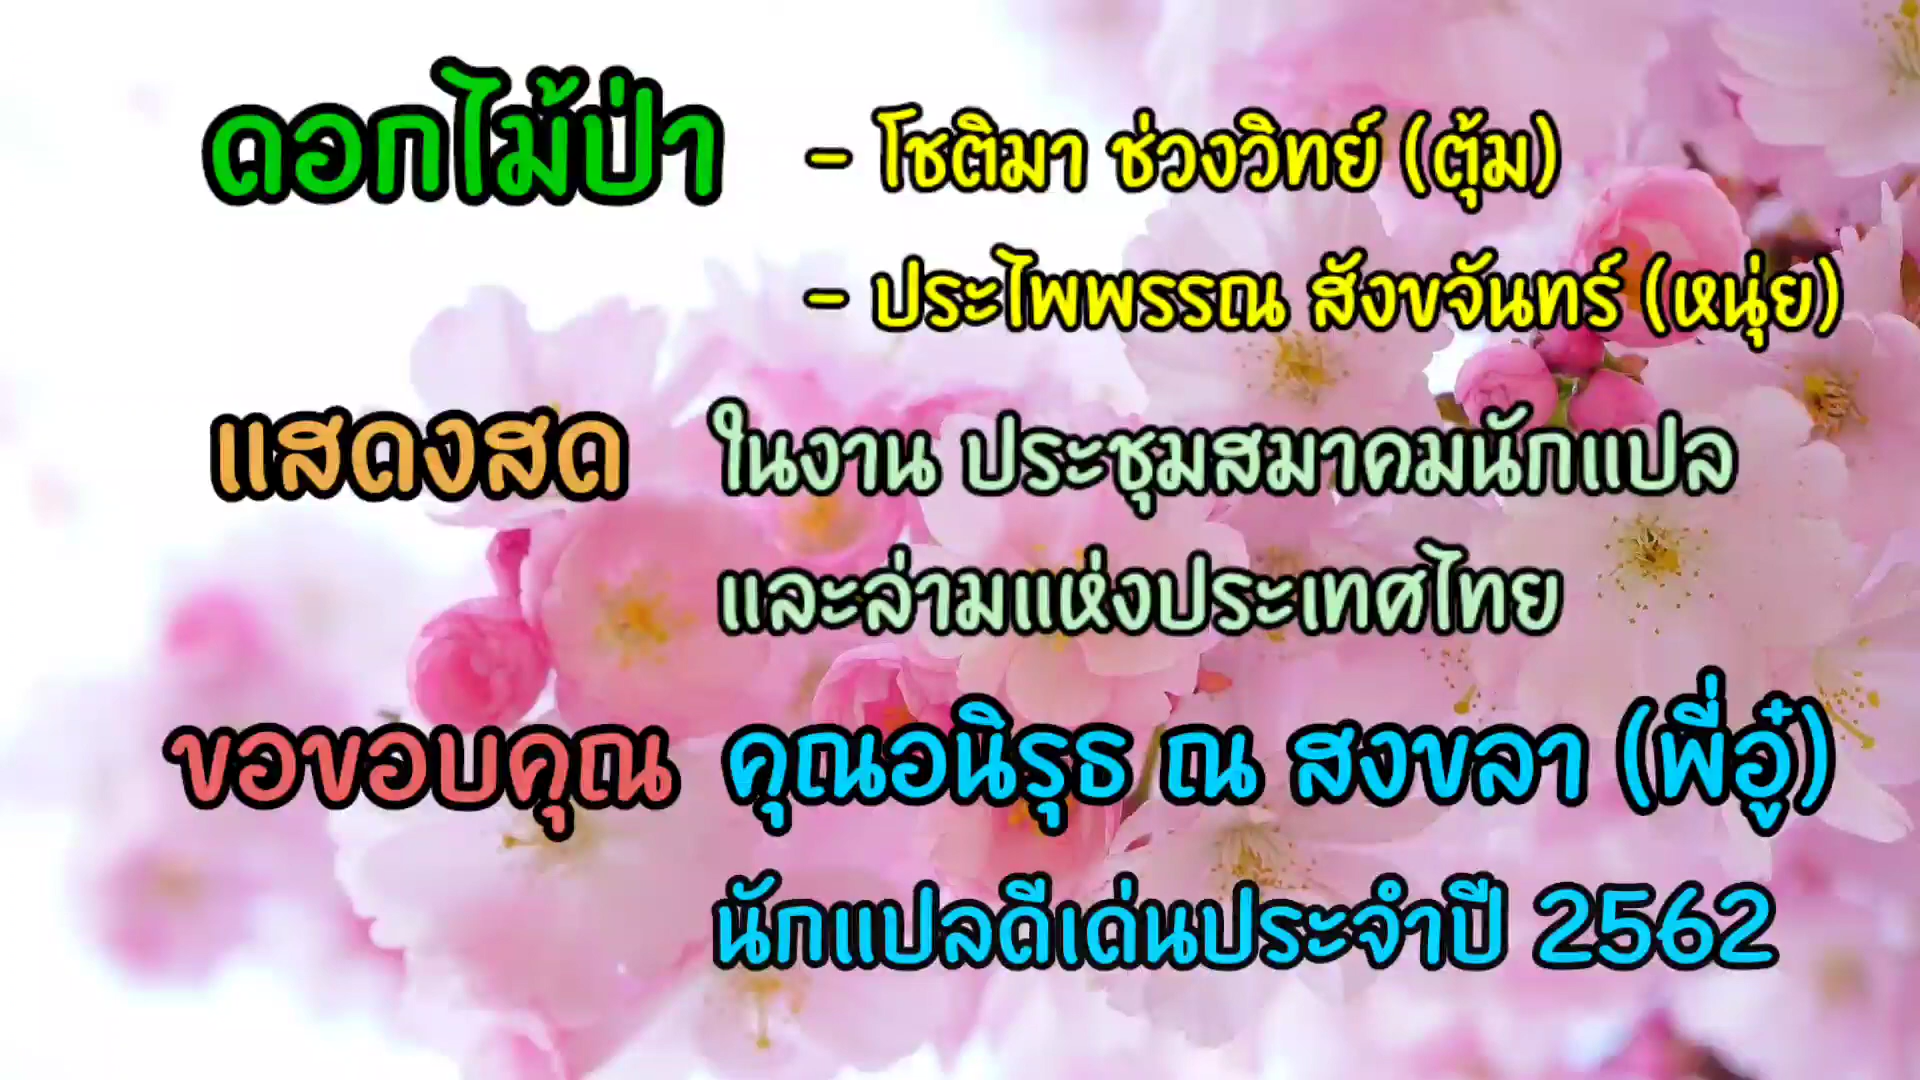 ดอกไม้ป่า - โชติมา ช่วงวิทย์ (ตุ้ม)
- ประไพพรรณ สังขจันทร์ (หนุ่ย)
แสดงสด ในงาน ประชุมสมาคมนักแปล
และล่ามแห่งประเทศไทย
ขอขอบคุณ คุณอนิรุธ ณ สงขลา (พี่อู๋)
นักแปลดีเด่นประจำปี 2562